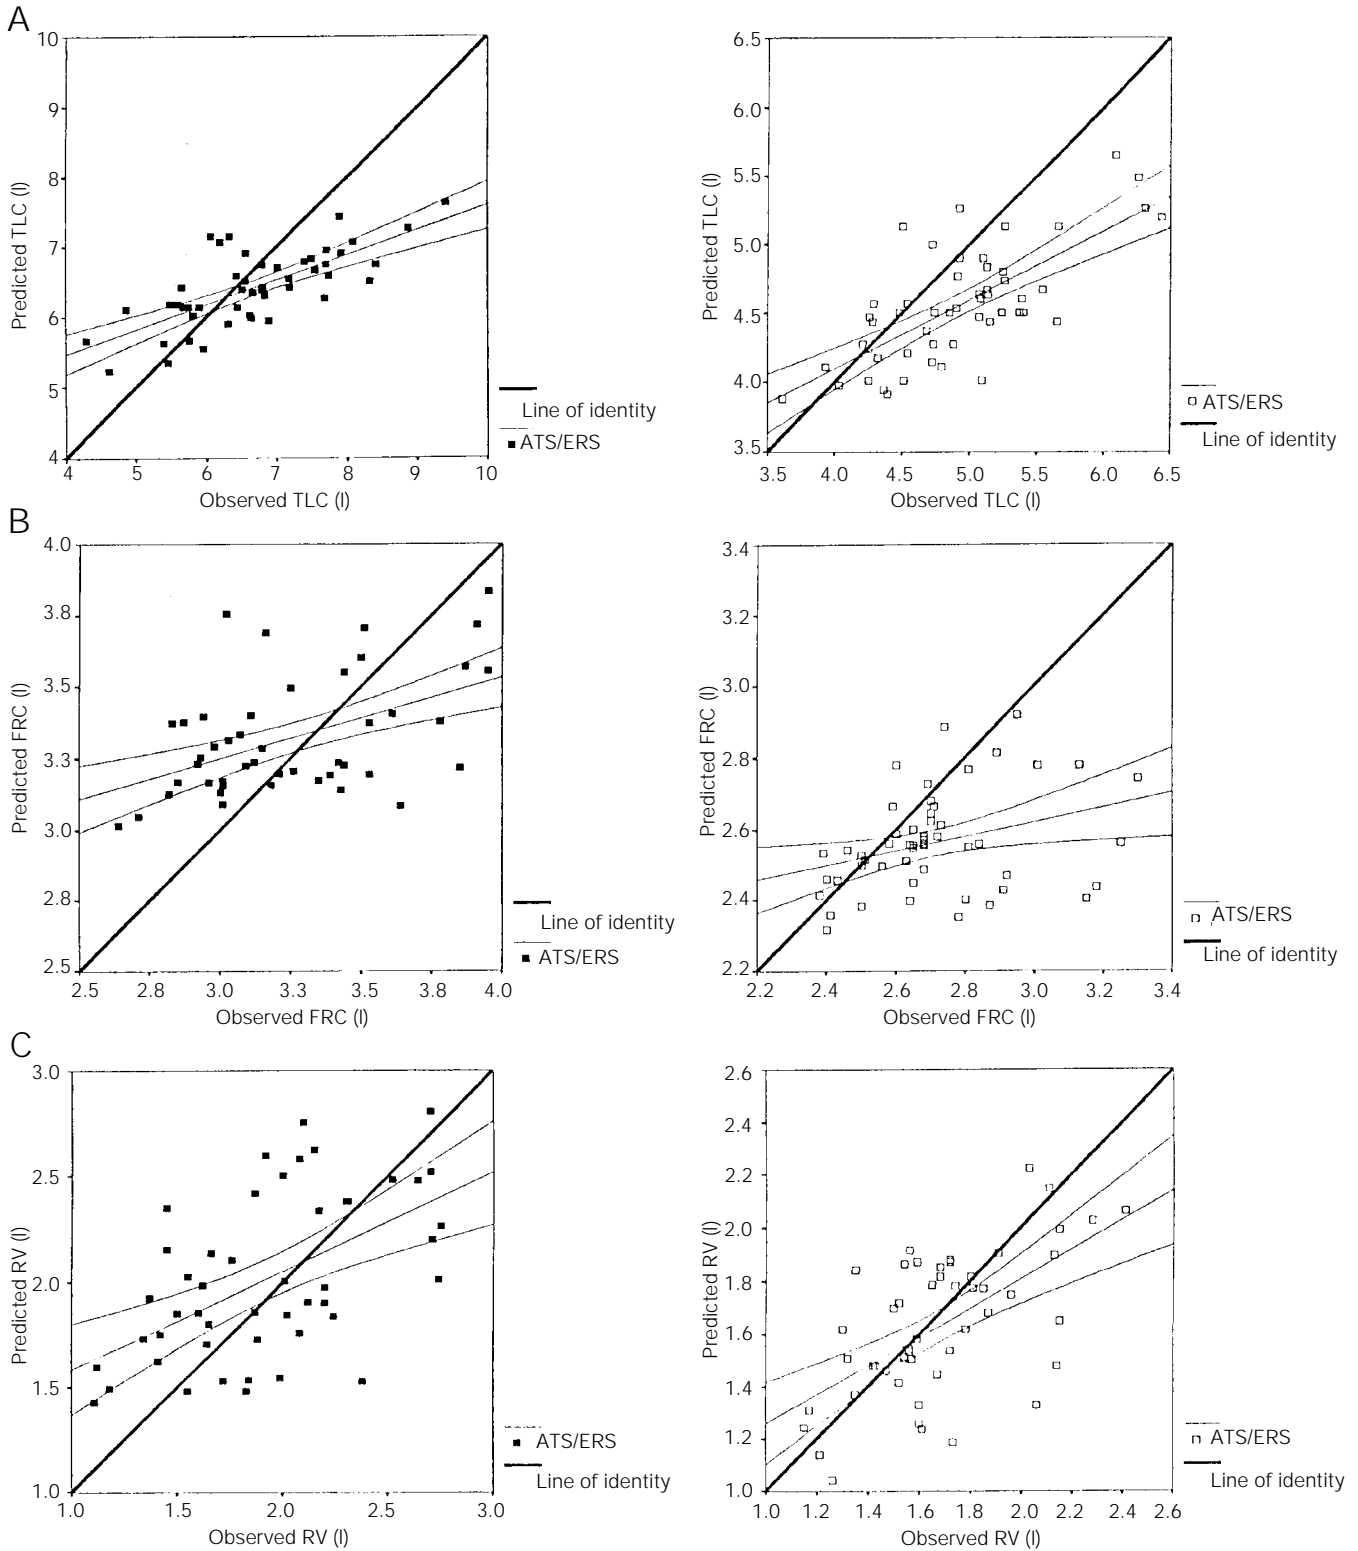 A
10
9
8
7
6
5
4
4 5 6 7 8 9 10
Predicted TLC (l)
Observed TLC (l)
Line of identity
ATS/ERS
6.5
6.0
5.5
5.0
4.5
4.0
3.5
3.5 4.0 4.5 5.0 5.5 6.0 6.5
Predicted TLC (l)
Observed TLC (l)
ATS/ERS
Line of identity
B
4.0
3.8
3.5
3.3
3.0
2.8
2.5
2.5 2.8 3.0 3.3 3.5 3.8 4.0
Predicted FRC (l)
Observed FRC (l)
Line of identity
ATS/ERS
3.4
3.2
3.0
2.8
2.6
2.4
2.2
2.2 2.4 2.6 2.8 3.0 3.2 3.4
Predicted FRC (l)
Observed FRC (l)
ATS/ERS
Line of identity
C
3.0
2.5
2.0
1.5
1.0
1.0 1.5 2.0 2.5 3.0
Predicted RV (l)
Observed RV (l)
ATS/ERS
Line of identity
2.6
2.4
2.2
2.0
1.8
1.6
1.4
1.2
1.0
1.0 1.2 1.4 1.6 1.8 2.0 2.2 2.4 2.6
Predicted RV (l)
Observed RV (l)
ATS/ERS
Line of identity